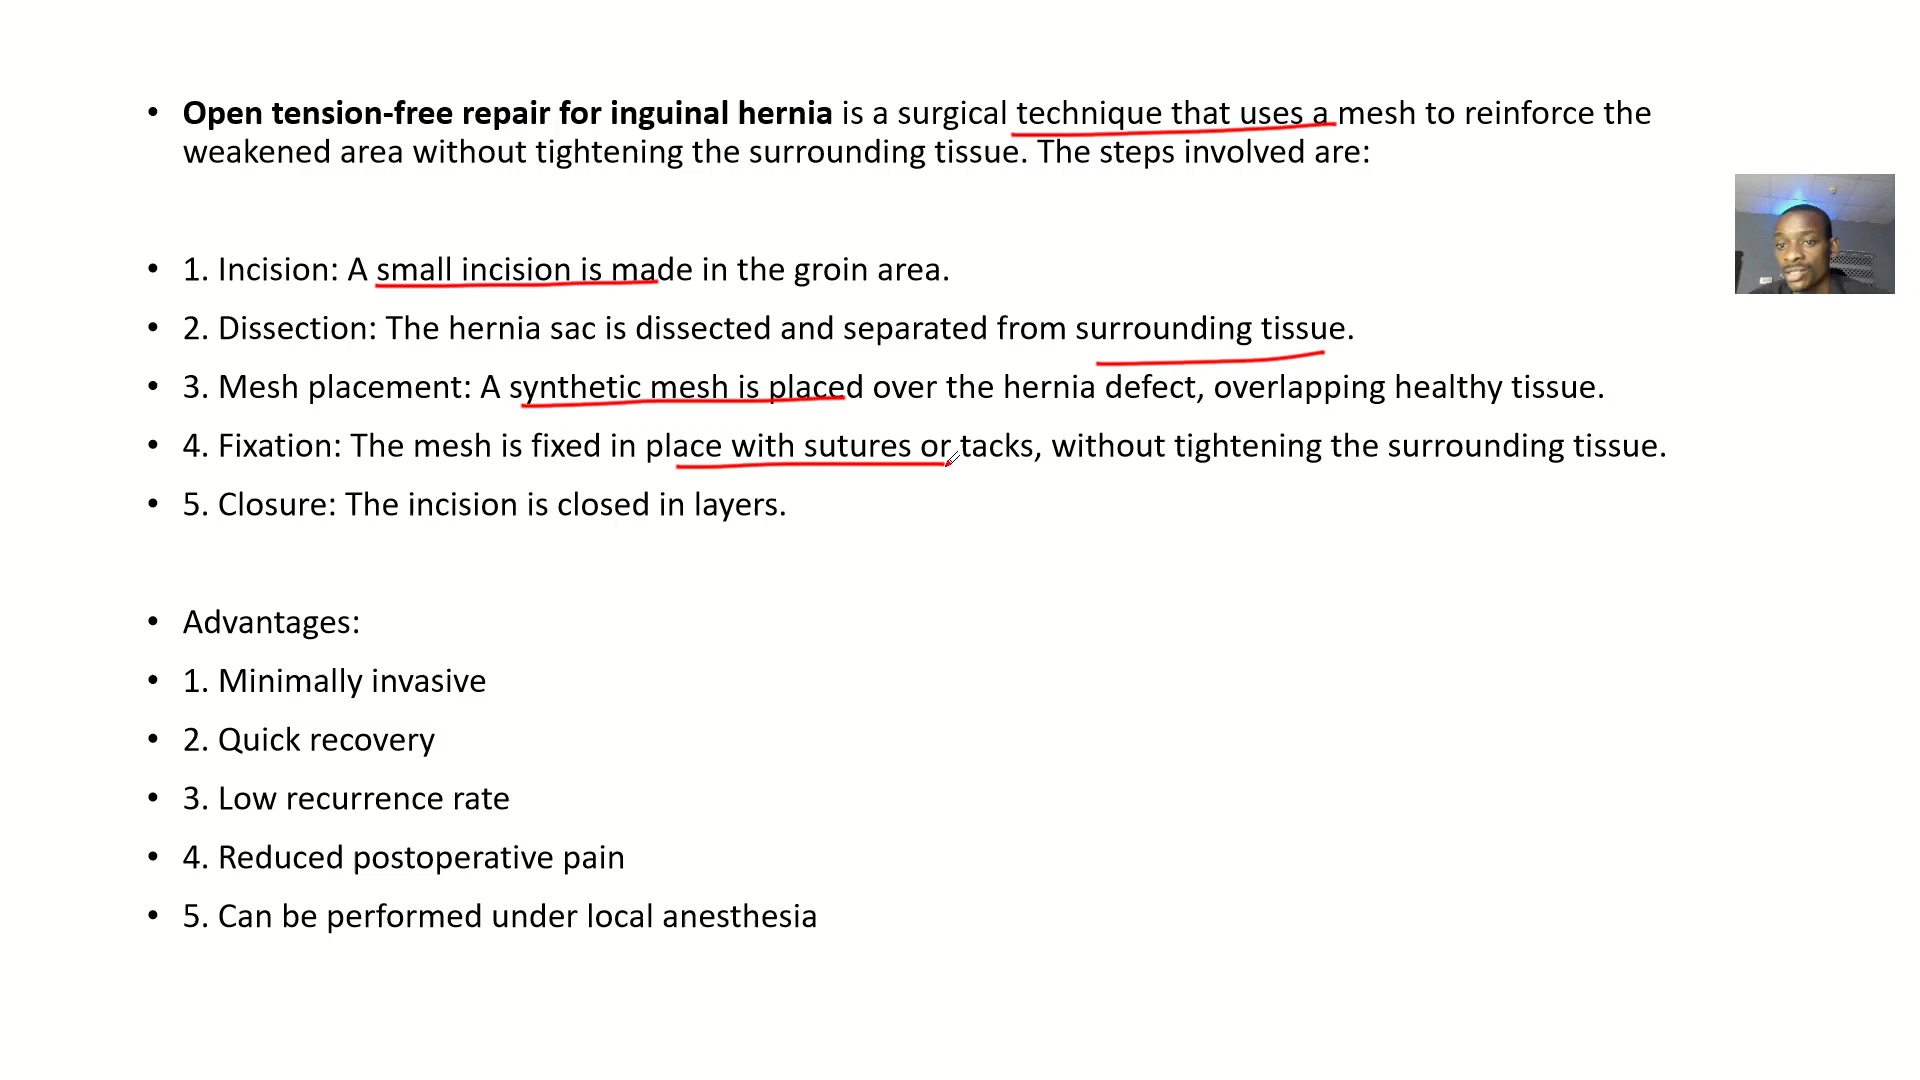 • Open tension-free repair for inguinal hernia is a surgical technique that uses a mesh to reinforce the
weakened area without tightening the surrounding tissue. The steps involved are:
• 1. Incision: A small incision is made in the groin area.
• 2. Dissection: The hernia sac is dissected and separated from surrounding tissue.
• 3. Mesh placement: A synthetic mesh is placed over the hernia defect, overlapping healthy tissue.
• 4. Fixation: The mesh is fixed in place with sutures or tacks, without tightening the surrounding tissue.
• 5. Closure: The incision is closed in layers.
• Advantages:
• 1. Minimally invasive
• 2. Quick recovery
• 3. Low recurrence rate
• 4. Reduced postoperative pain
• 5. Can be performed under local anesthesia